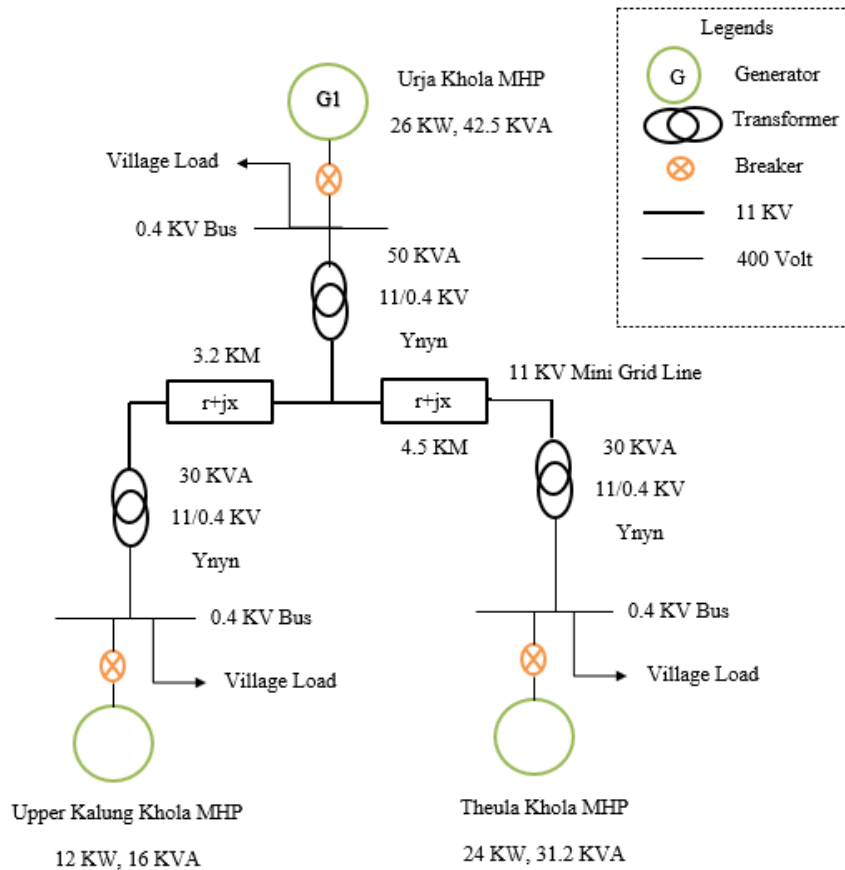 Legends
G
Generator
Transformer
Breaker
11 KV
400 Volt
G1
Urja Khola MHP
26 KW, 42.5 KVA
Village Load
0.4 KV Bus
50 KVA
11/0.4 KV
Ynyn
3.2 KM
r+jx
r+jx
11 KV Mini Grid Line
4.5 KM
30 KVA
11/0.4 KV
Ynyn
30 KVA
11/0.4 KV
Ynyn
0.4 KV Bus
Village Load
0.4 KV Bus
Village Load
Upper Kalung Khola MHP
12 KW, 16 KVA
Theula Khola MHP
24 KW, 31.2 KVA